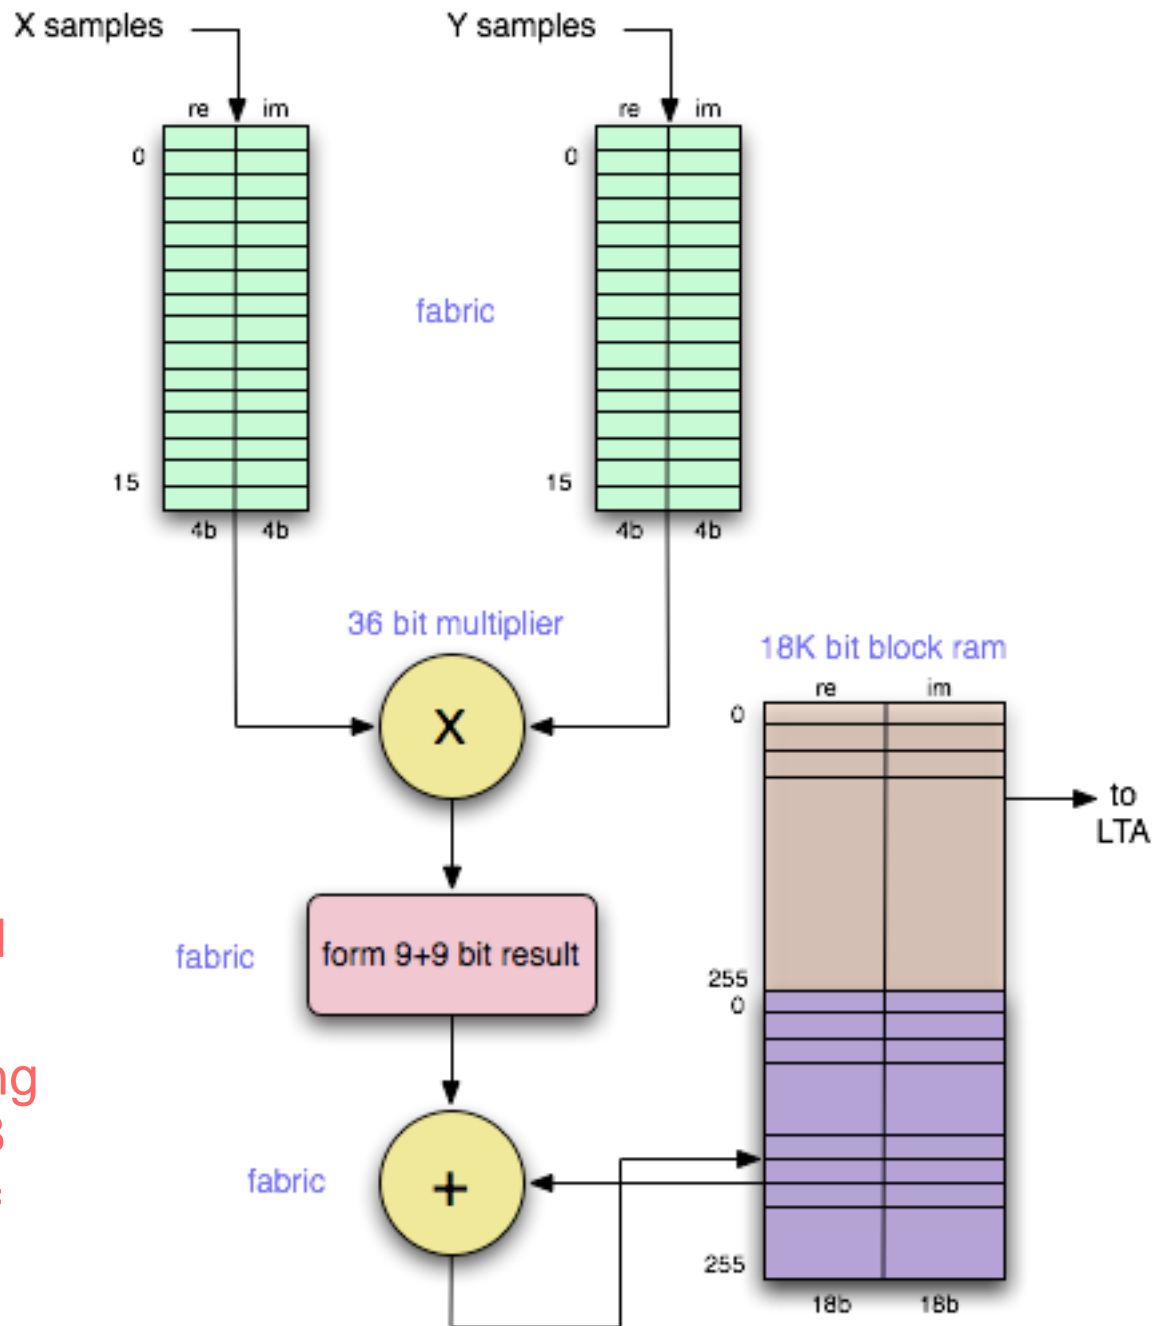 X samples
Y samples
re im
re im
0
0
fabric
15
15
4b 4b
4b 4b
36 bit multiplier
18K bit block ram
re im
0
X
to
LTA
form 9+9 bit result
fabric
255
0
ng
+
fabric
255
18b 18b